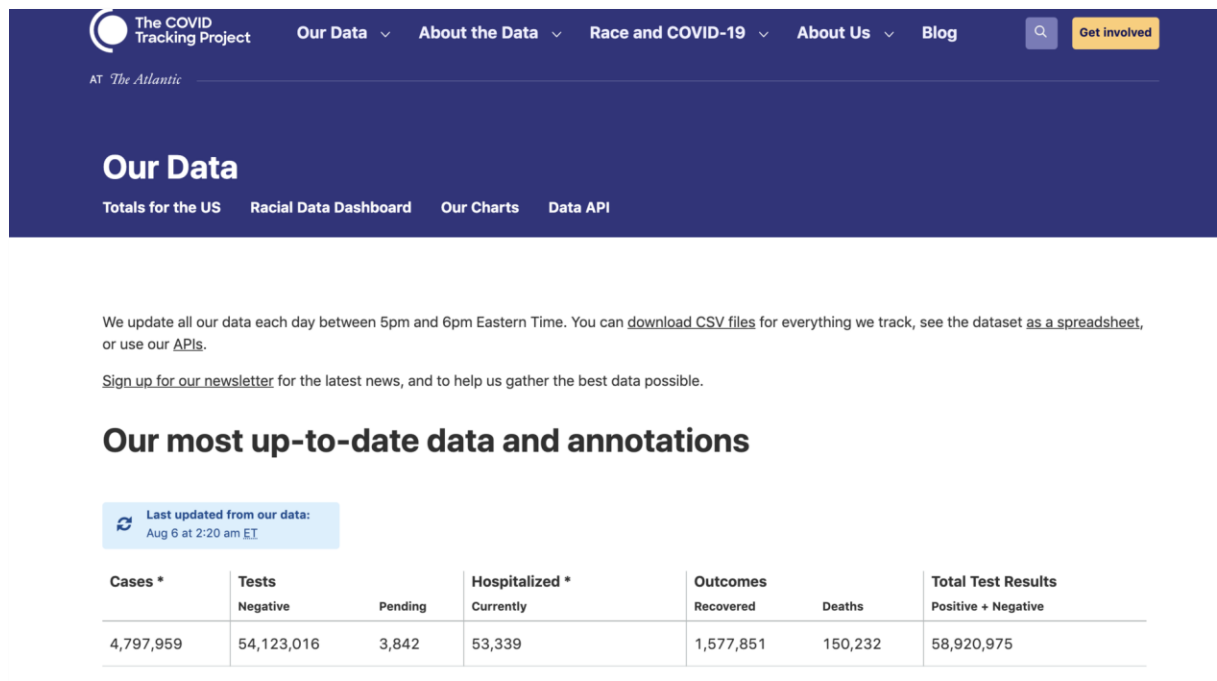 The COVID
Tracking Project
Our Data
About the Data
Race and COVID-19
About Us
Blog
Get involved
AT The Atlantic
Our Data
Totals for the US
Racial Data Dashboard
Our Charts
Data API
We update all our data each day between 5pm and 6pm Eastern Time. You can download CSV files for everything we track, see the dataset as a spreadsheet,
or use our APIs.
Sign up for our newsletter for the latest news, and to help us gather the best data possible.
Our most up-to-date data and annotations
Last updated from our data:
Aug 6 at 2:20 am ET
Cases * Tests Hospitalized * Outcomes Total Test Results
Negative Pending Currently Recovered Deaths Positive + Negative
4,797,959 54,123,016 3,842 53,339 1,577,851 150,232 58,920,975